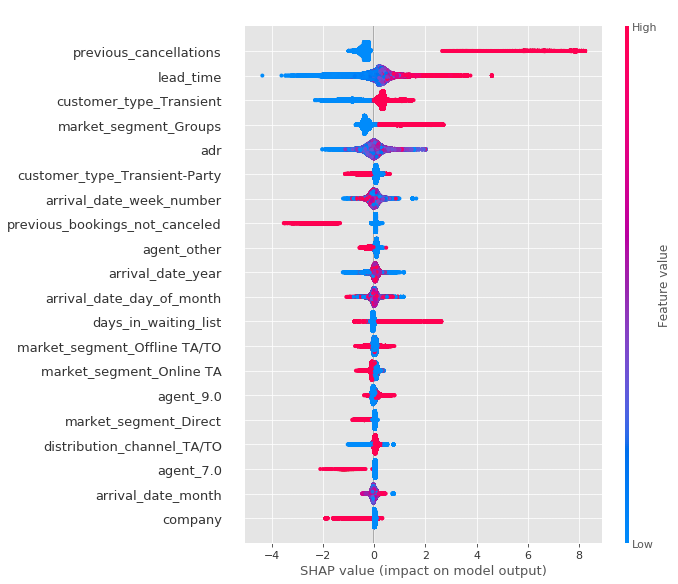 High
previous_cancellations
lead_time
customer_type_Transient
market_segment_Groups
adr
customer_type_Transient-Party
arrival_date_week_number
previous_bookings_not_canceled
agent_other
arrival_date_year
arrival_date_day_of_month
days_in_waiting_list
market_segment_Offline TA/TO
market_segment_Online TA
agent_9.0
market_segment_Direct
distribution_channel_TA/TO
agent_7.0
arrival_date_month
company
Feature value
Low
−4 −2 0 2 4 6 8
SHAP value (impact on model output)